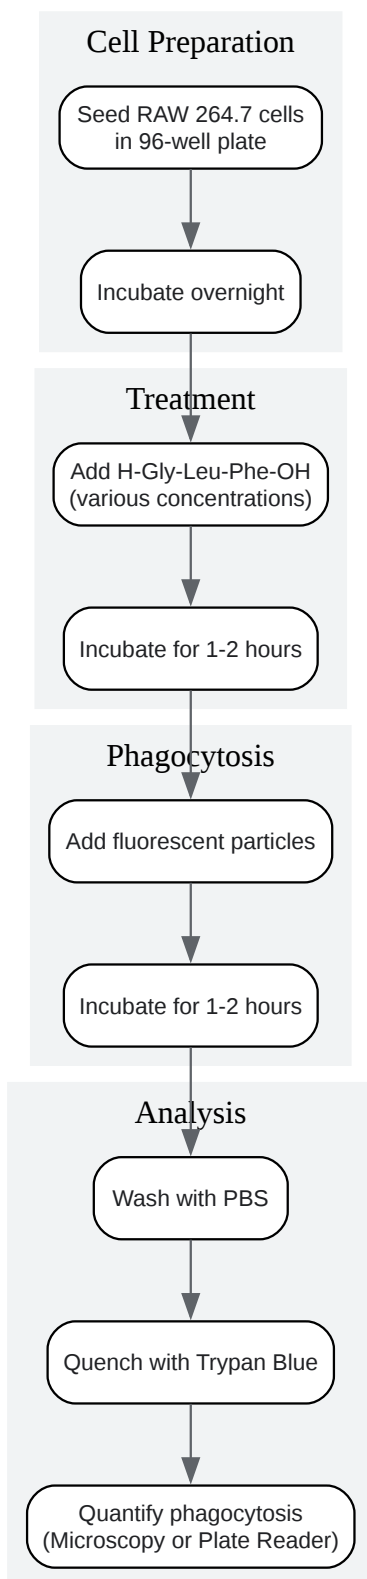 Cell Preparation
Seed RAW 264.7 cells
in 96-well plate
Incubate overnight
Treatment
Add H-Gly-Leu-Phe-OH
(various concentrations)
Incubate for 1-2 hours
Phagocytosis
Add fluorescent particles
Incubate for 1-2 hours
Analysis
Wash with PBS
Quench with Trypan Blue
Quantify phagocytosis
(Microscopy or Plate Reader)